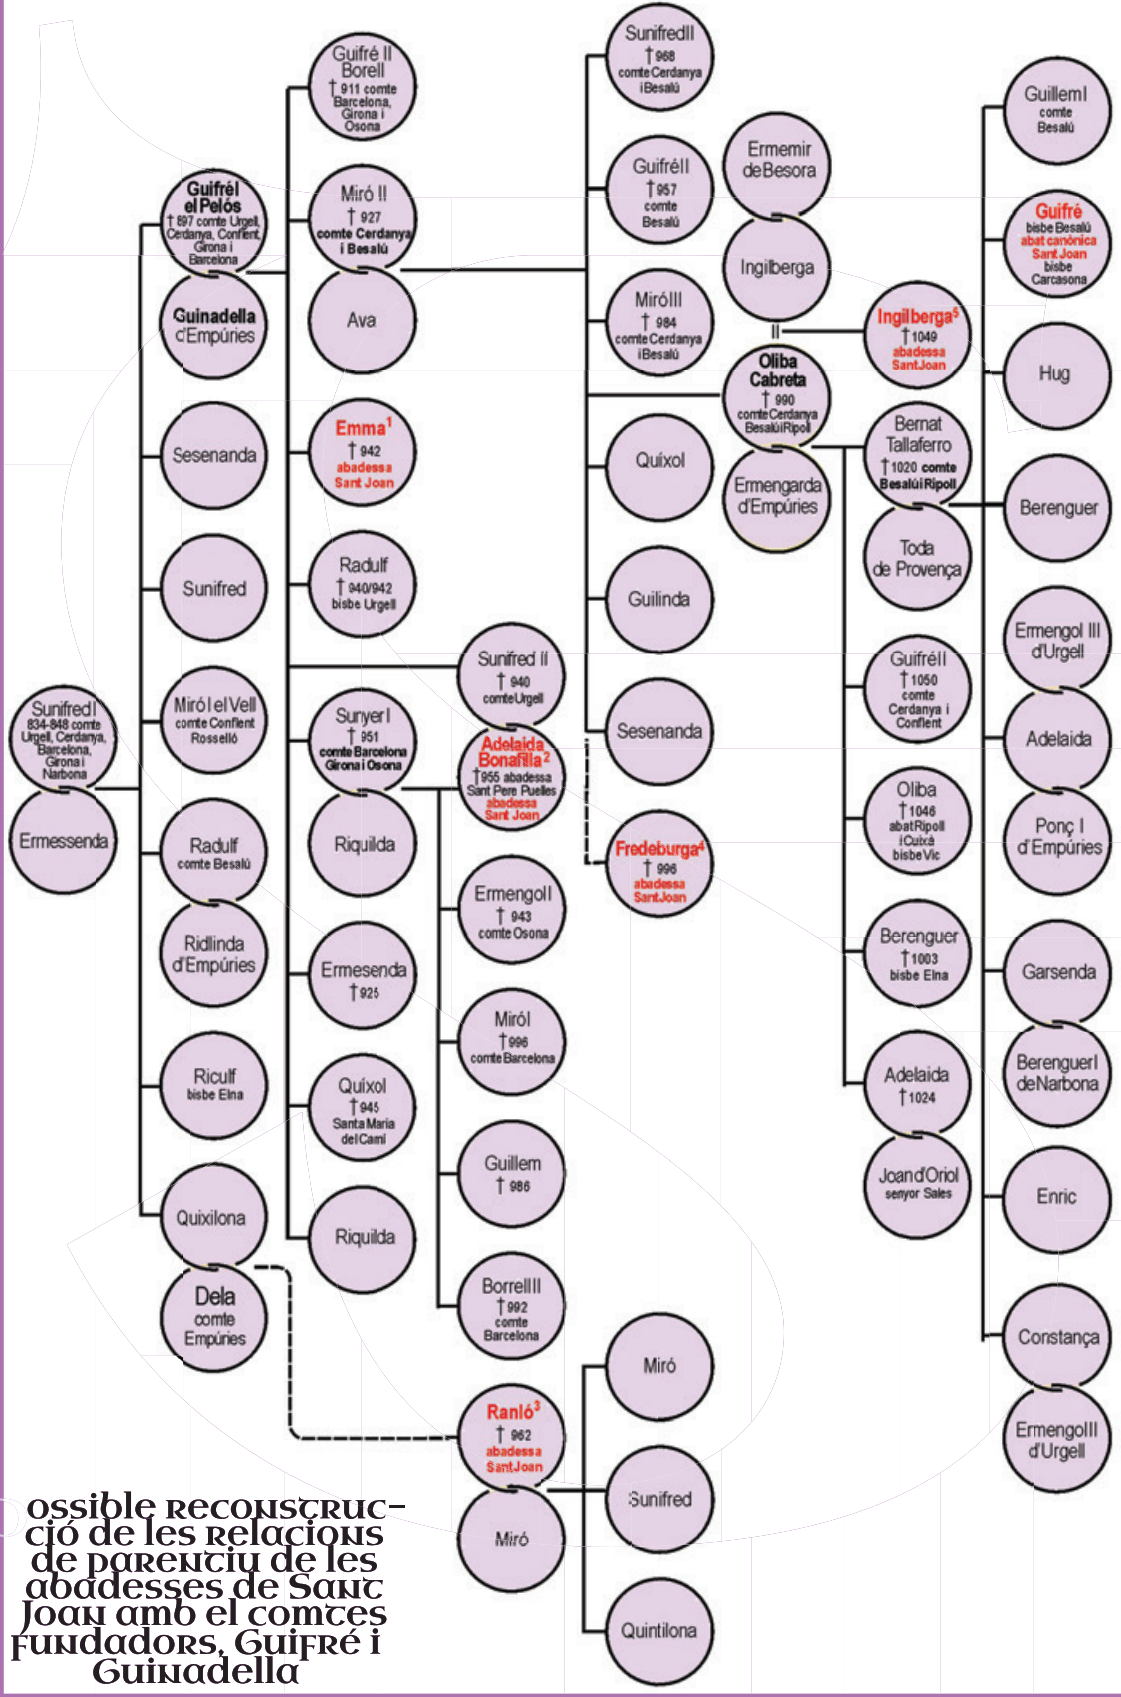 Sunifred I
834-848 comte
Urgell, Cerdanya,
Barcelona,
Girona i
Narbona
Ermessenda
Guifré I
el Pelós
† 897 comte Urgell,
Cerdanya, Conflent,
Girona i
Barcelona
Guinadella
d'Empúries
Sesenanda
Sunifred
Miró I el Vell
comte Conflent
Rosselló
Radulf
comte Besalú
Ridlinda
d'Empúries
Riculf
bisbe Elna
Quixilona
Dela
comte
Empúries
Guifré II
Borell
† 911 comte
Barcelona,
Girona i
Osona
Miró II
† 927
comte Cerdanya
i Besalú
Ava
Emma1
† 942
abadessa
Sant Joan
Radulf
† 940/942
bisbe Urgell
Sunyer I
† 951
comte Barcelona
Girona i Osona
Riquilda
Ermesenda
† 925
Quíxol
† 945
Santa Maria
del Camí
Riquilda
Sunifred II
† 940
comte Urgell
Adelaida
Bonafilla2
† 955 abadessa
Sant Pere Puelles
abadessa
Sant Joan
Ermengol I
† 943
comte Osona
Miró I
† 996
comte Barcelona
Guillem
† 986
Borrell II
† 992
comte
Barcelona
Ranló3
† 962
abadessa
Sant Joan
Miró
Sunifred II
† 968
comte Cerdanya
i Besalú
Guifré II
† 957
comte
Besalú
Miró III
† 984
comte Cerdanya
i Besalú
Quíxol
Guilinda
Sesenanda
Fredeburga4
† 996
abadessa
Sant Joan
Miró
Sunifred
Quintilona
Ermemir
de Besora
Ingilberga
II
Oliba
Cabreta
† 990
comte Cerdanya
Besalú i Ripoll
Ermengarda
d'Empúries
Ingilberga5
† 1049
abadessa
Sant Joan
Bernat
Tallaferro
† 1020 comte
Besalú i Ripoll
Toda
de Provença
Guifré II
† 1050
comte
Cerdanya i
Conflent
Oliba
† 1046
abat Ripoll
i Cuixà
bisbe Vic
Berenguer
† 1003
bisbe Elna
Adelaida
† 1024
Joan d'Oriol
senyor Sales
Guillem I
comte
Besalú
Guifré
bisbe Besalú
abat canònica
Sant Joan
bisbe
Carcasona
Hug
Berenguer
Ermengol III
d'Urgell
Adelaida
Ponç I
d'Empúries
Garsenda
Berenguer I
de Narbona
Enric
Constança
Ermengol II
d'Urgell
ossible reconstruc-
ció de les relacions
de parentiu de les
abadesses de Sant
Joan amb el comtes
fundadors, Guifré i
Guinadella